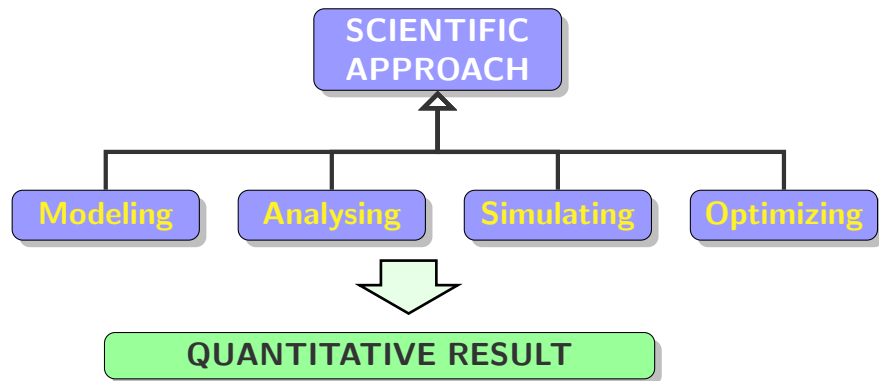 SCIENTIFIC
APPROACH
Modeling Analysing Simulating Optimizing
QUANTITATIVE RESULT